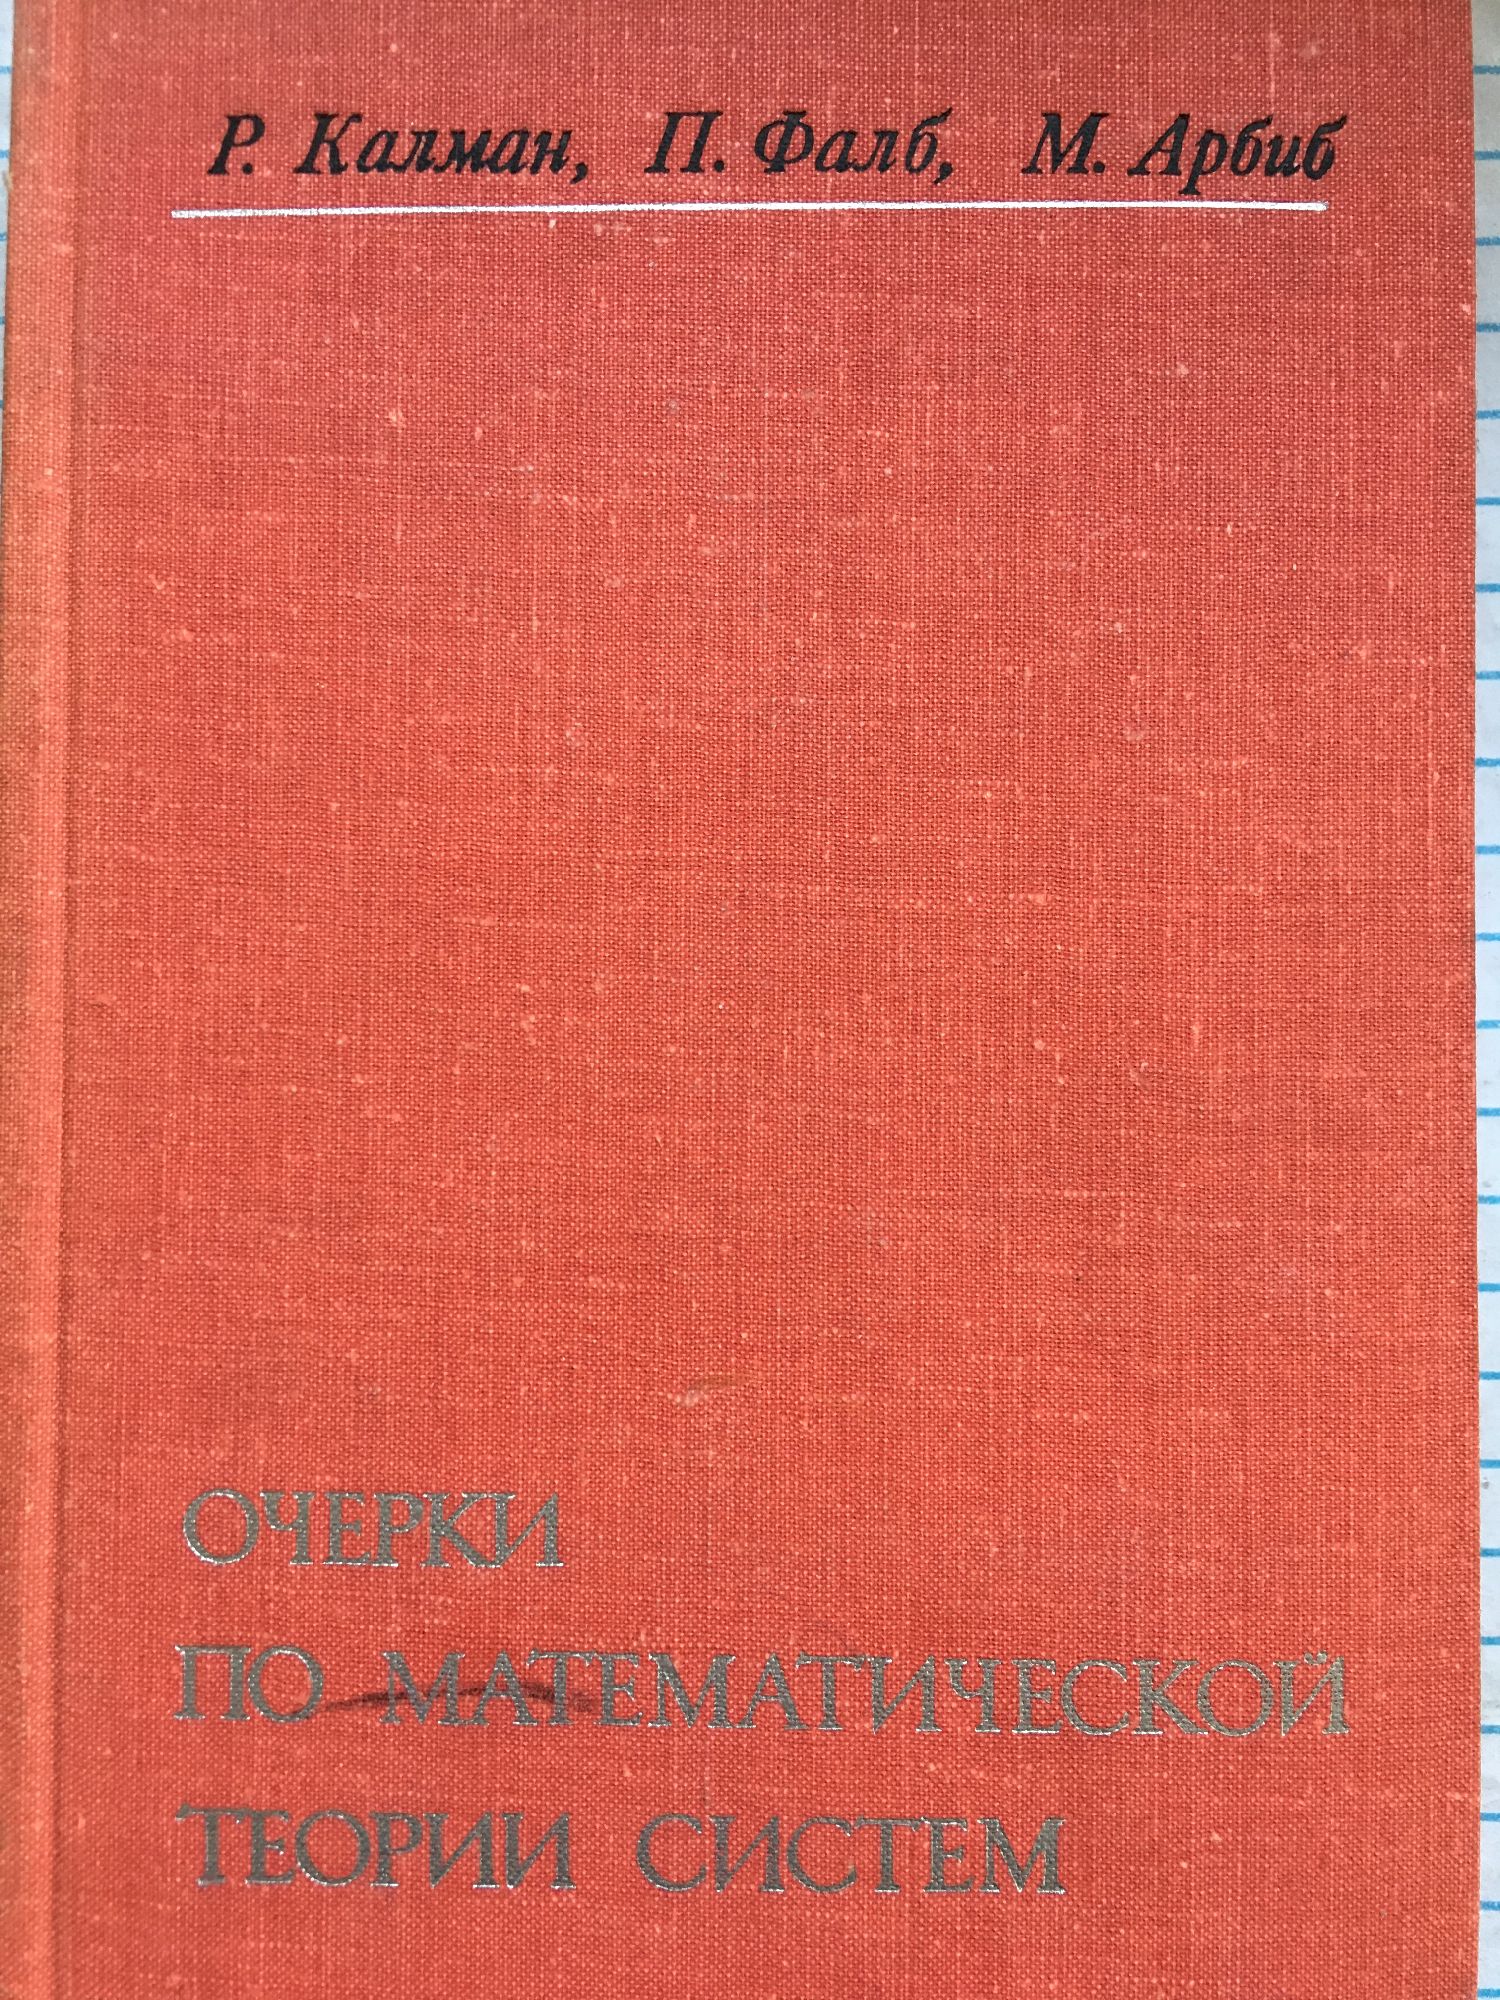 Р. Калман, П. Фалб, М. Арбиб
ОЧЕРКИ
ПО МАТЕМАТИЧЕСКОЙ
ТЕОРИИ СИСТЕМ